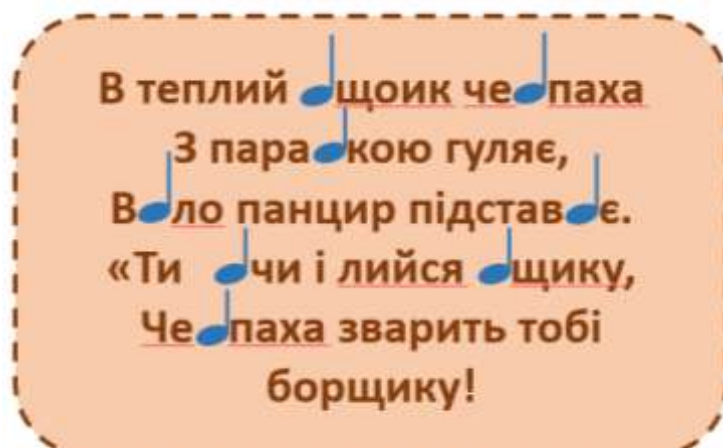 В теплий ♩щоик че♩паха
З пара♩кою гуляє,
В♩ло панцир підстав♩є.
«Ти ♩чи і лийся ♩щику,
Че♩паха зварить тобі
борщику!